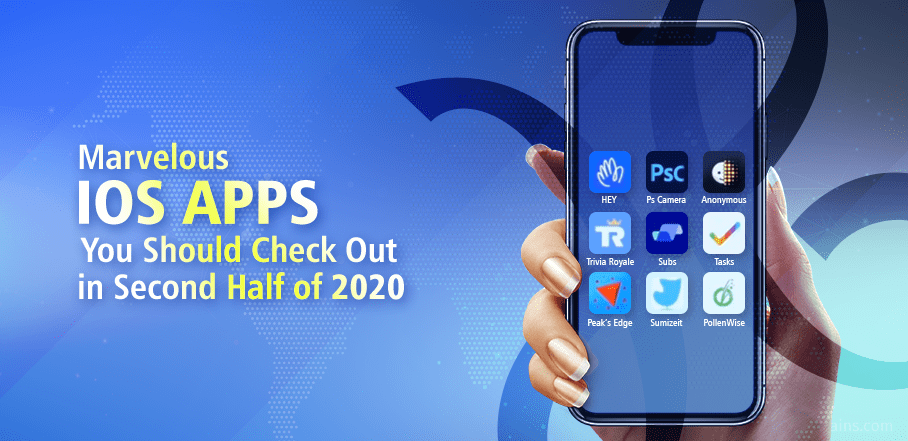 Marvelous
IOS APPS
You Should Check Out
in Second Half of 2020
PsC
HEY
Ps Camera
Anonymous
TR
Trivia Royale
Subs
Tasks
Peak's Edge
Sumizeit
PollenWise